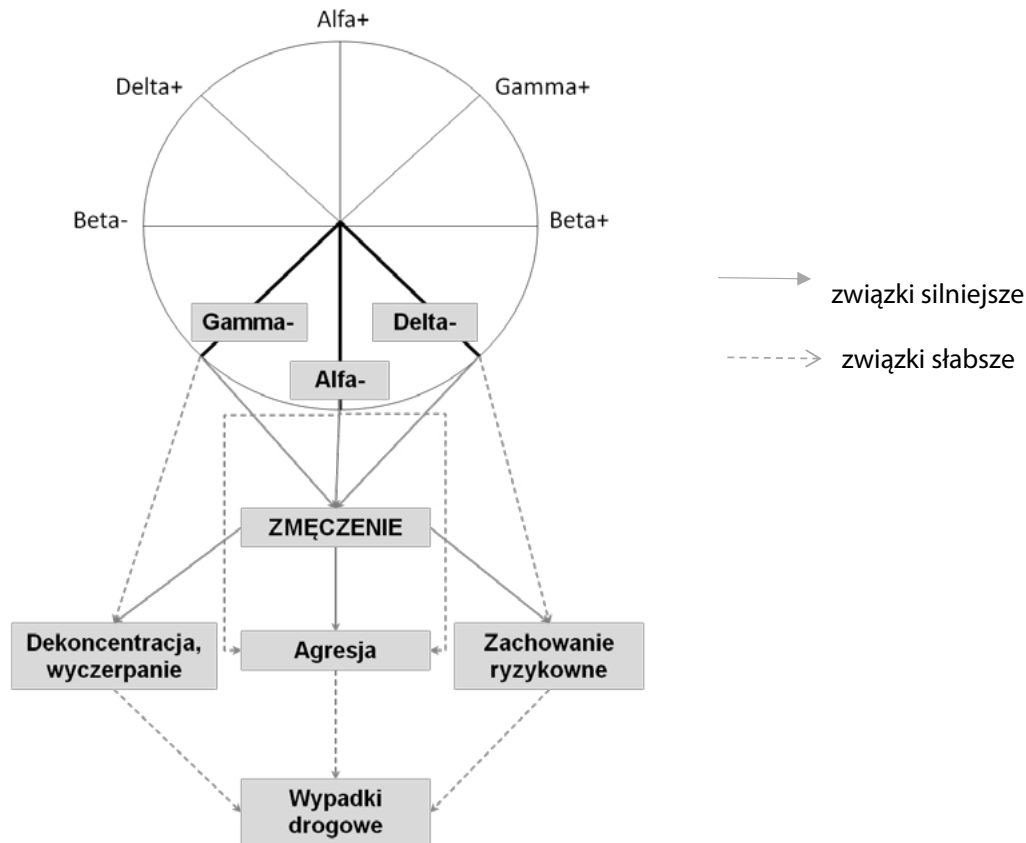 Alfa+
Delta+
Gamma+
Beta-
Beta+
związki silniejsze
Gamma-
Delta-
związki słabsze
Alfa-
ZMĘCZENIE
Dekoncentracja,
wyczerpanie
Agresja
Zachowanie
ryzykowne
Wypadki
drogowe